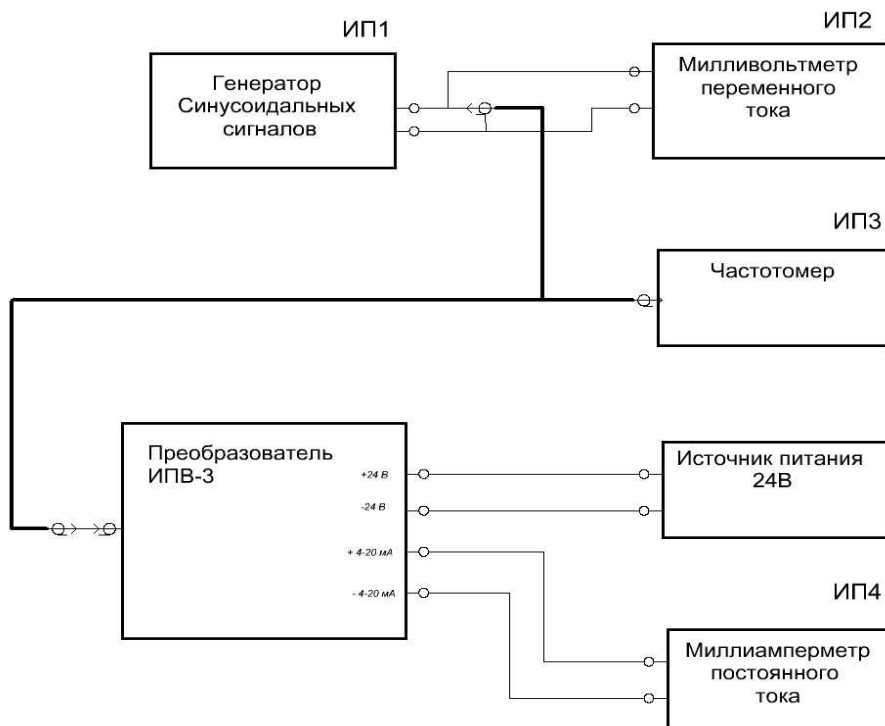 ИП1
Генератор
Синусоидальных
сигналов
ИП2
Милливольтметр
переменного
тока
ИП3
Частотомер
Преобразователь
ИПВ-3
+24 В
-24 В
+ 4-20 мА
- 4-20 мА
Источник питания
24В
ИП4
Миллиамперметр
постоянного
тока